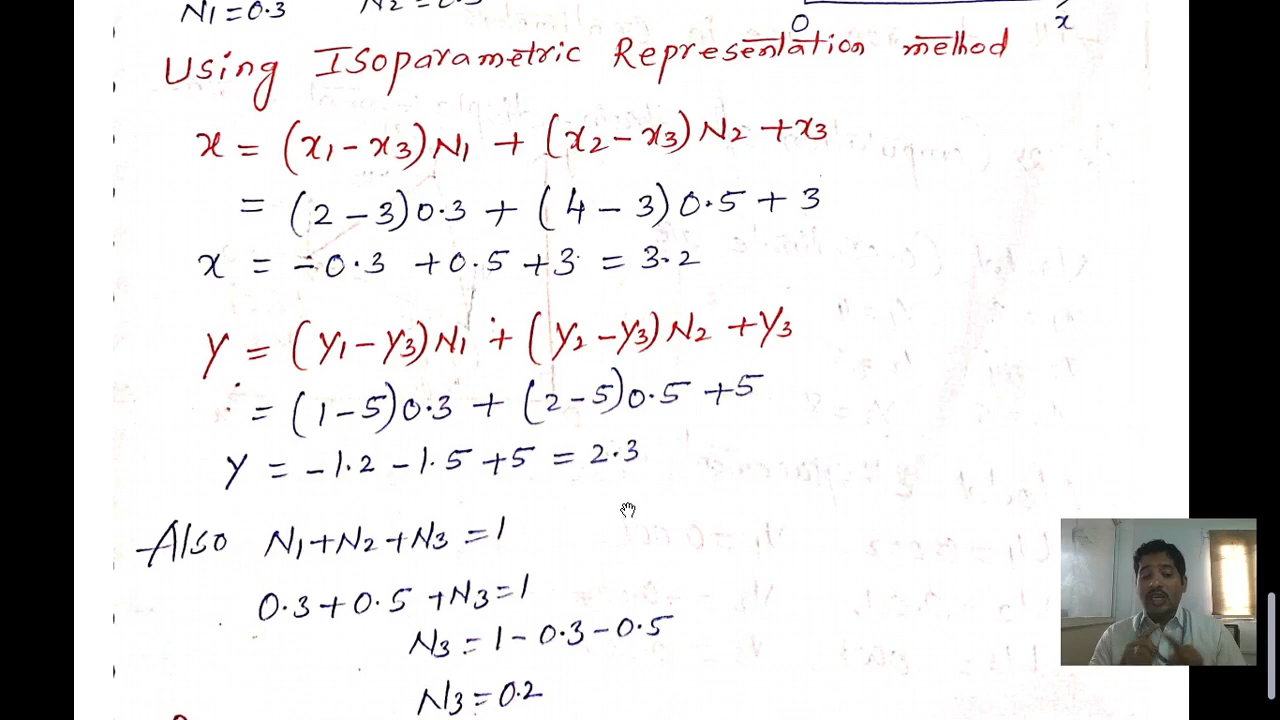 N1=0.3
0
x
Using Isoparametric Representation method
x = (x1-x3)N1 + (x2-x3)N2 +x3
= (2-3)0.3 + (4-3)0.5 + 3
x = -0.3 +0.5 +3 = 3.2
Y = (Y1-Y3)N1 + (Y2-Y3)N2 +Y3
= (1-5)0.3 + (2-5)0.5 +5
Y = -1.2 -1.5 +5 = 2.3
Also N1+N2+N3 =1
0.3+0.5 +N3=1
N3 = 1-0.3-0.5
N3 =0.2